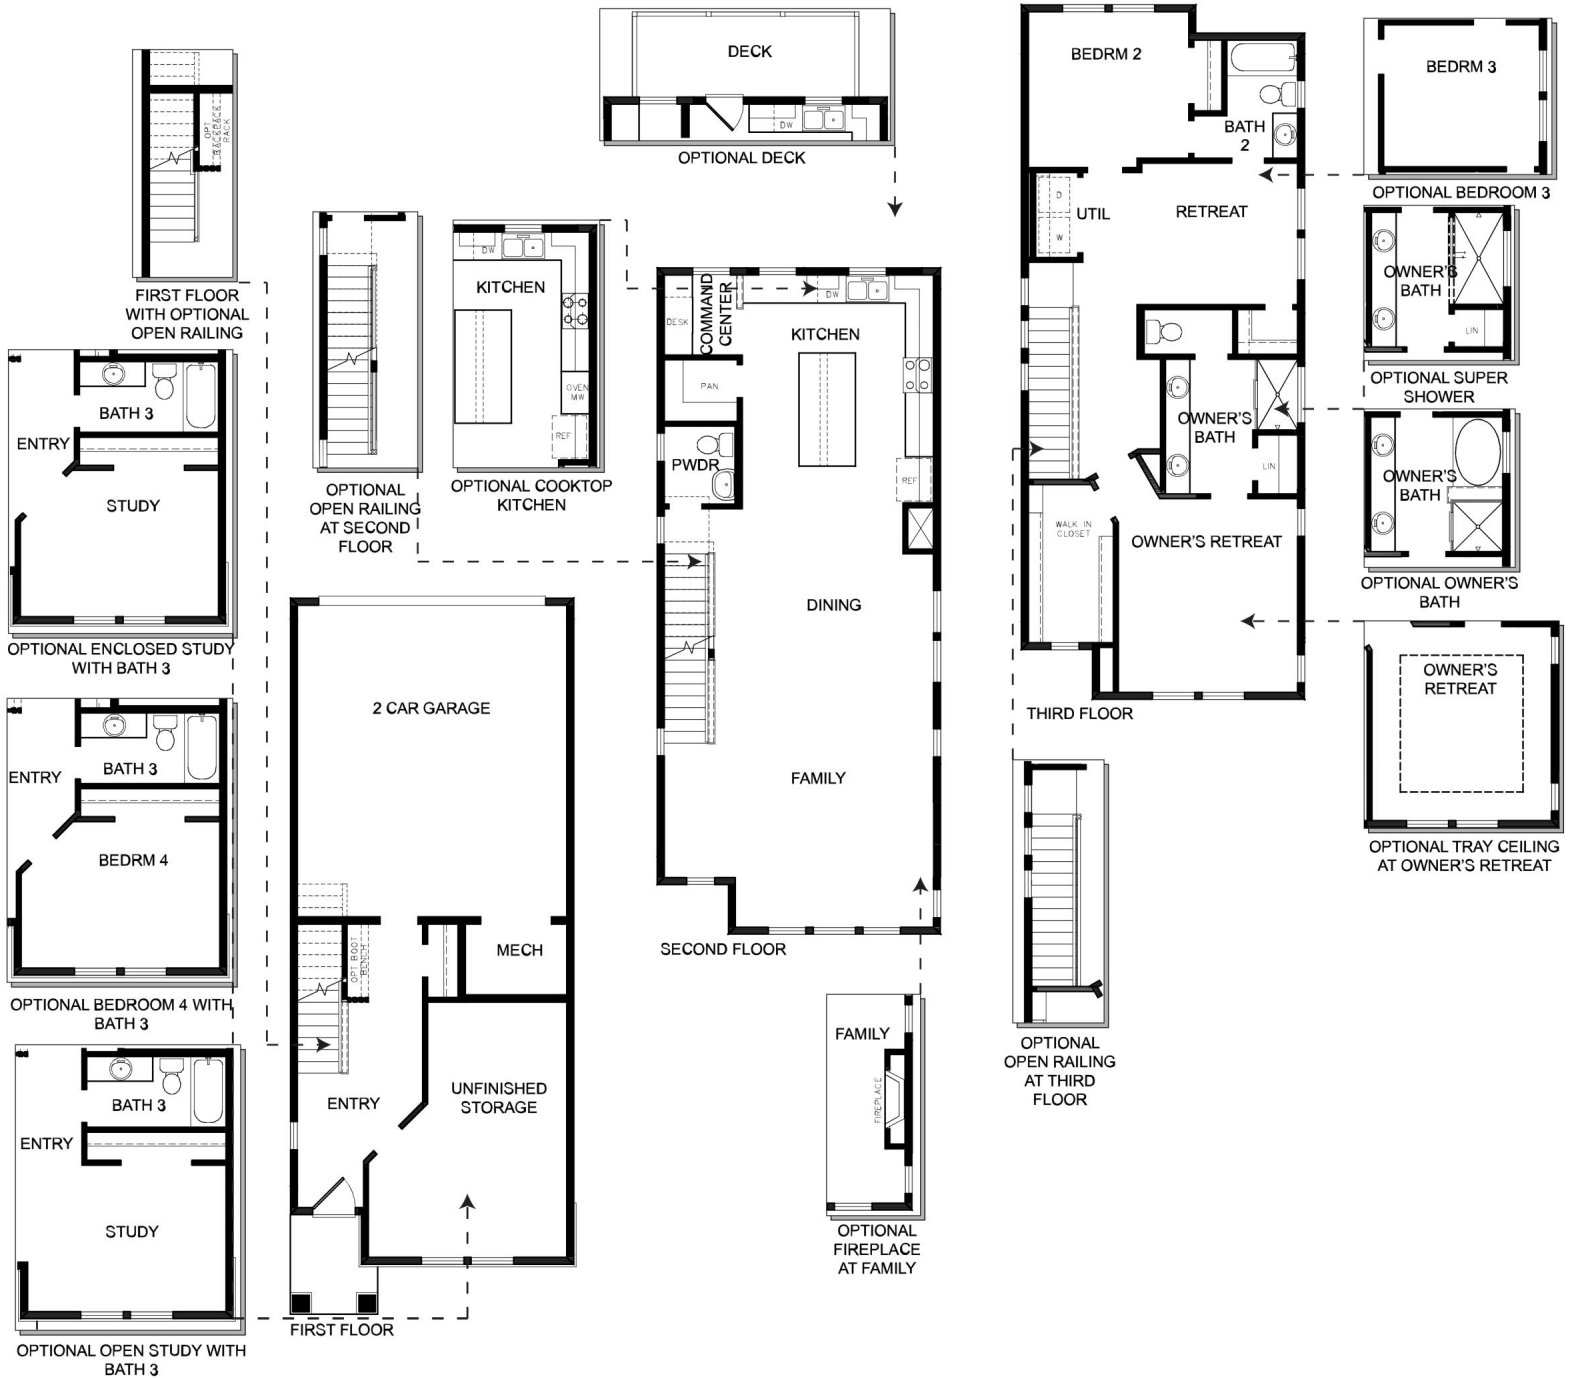 OPT
BACKPACK
RACK
FIRST FLOOR
WITH OPTIONAL
OPEN RAILING
BATH 3
ENTRY
STUDY
OPTIONAL ENCLOSED STUDY
WITH BATH 3
BATH 3
ENTRY
BEDRM 4
OPTIONAL BEDROOM 4 WITH
BATH 3
BATH 3
ENTRY
STUDY
OPTIONAL OPEN STUDY WITH
BATH 3
2 CAR GARAGE
OPT BOOT
BENCH
MECH
UNFINISHED
STORAGE
ENTRY
FIRST FLOOR
OPTIONAL
OPEN RAILING
AT SECOND
FLOOR
DW
KITCHEN
OVEN
MW
REF
OPTIONAL COOKTOP
KITCHEN
DECK
DW
OPTIONAL DECK
COMMAND
CENTER
DESK
DW
KITCHEN
PAN
PWDR
REF
DINING
FAMILY
SECOND FLOOR
FAMILY
FIREPLACE
OPTIONAL
FIREPLACE
AT FAMILY
BEDRM 2
BATH
2
D
UTIL
W
RETREAT
OWNER'S
BATH
LIN
WALK IN
CLOSET
OWNER'S RETREAT
THIRD FLOOR
OPTIONAL
OPEN RAILING
AT THIRD
FLOOR
BEDRM 3
OPTIONAL BEDROOM 3
OWNER'S
BATH
LIN
OPTIONAL SUPER
SHOWER
OWNER'S
BATH
OPTIONAL OWNER'S
BATH
OWNER'S
RETREAT
OPTIONAL TRAY CEILING
AT OWNER'S RETREAT